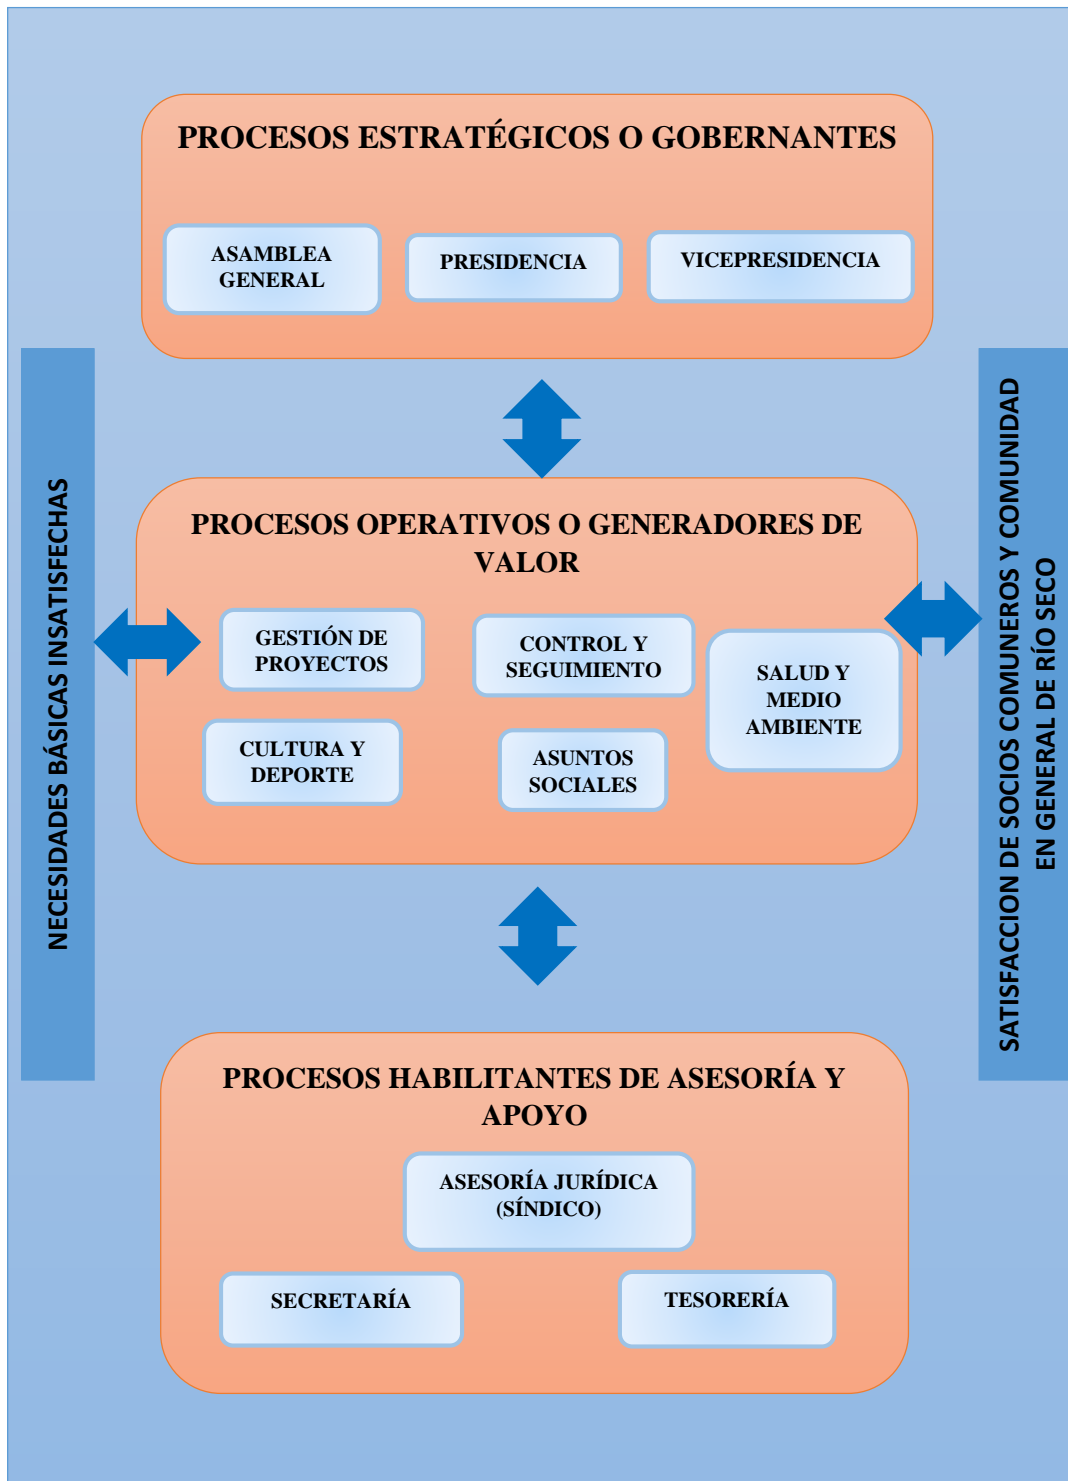 PROCESOS ESTRATÉGICOS O GOBERNANTES
ASAMBLEA
GENERAL
PRESIDENCIA
VICEPRESIDENCIA
NECESIDADES BÁSICAS INSATISFECHAS
PROCESOS OPERATIVOS O GENERADORES DE
VALOR
GESTIÓN DE
PROYECTOS
CONTROL Y
SEGUIMIENTO
SALUD Y
MEDIO
AMBIENTE
CULTURA Y
DEPORTE
ASUNTOS
SOCIALES
SATISFACCION DE SOCIOS COMUNEROS Y COMUNIDAD
EN GENERAL DE RÍO SECO
PROCESOS HABILITANTES DE ASESORÍA Y
APOYO
ASESORÍA JURÍDICA
(SÍNDICO)
SECRETARÍA
TESORERÍA